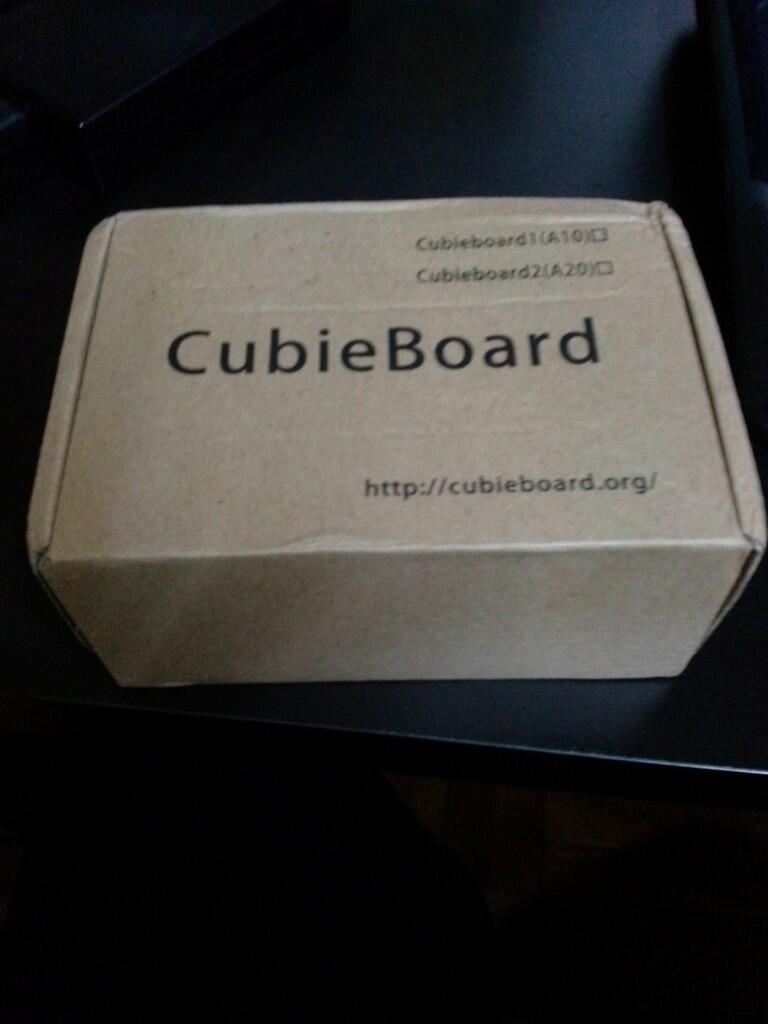 Cubieboard1(A10)☐
Cubieboard2(A20)☐
CubieBoard
http://cubieboard.org/